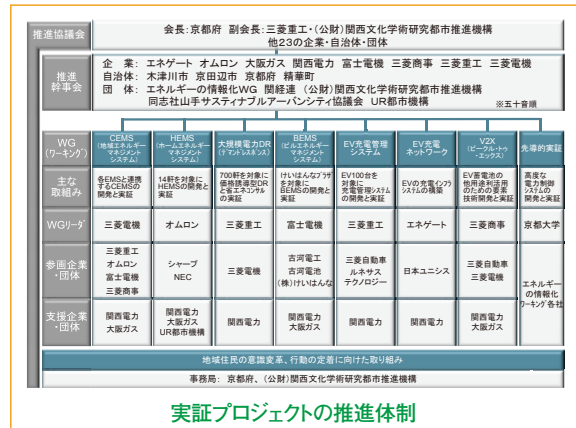 推進協議会
会長:京都府 副会長:三菱重工・(公財)関西文化学術研究都市推進機構
他23の企業・自治体・団体
推進
幹事会
企 業: エネゲート オムロン 大阪ガス 関西電力 富士電機 三菱商事 三菱重工 三菱電機
自治体: 木津川市 京田辺市 京都府 精華町
団 体: エネルギーの情報化WG 関経連 (公財)関西文化学術研究都市推進機構
同志社山手サスティナブルアーバンシティ協議会 UR都市機構
※五十音順
WG
(ワーキング)
CEMS
(地域エネルギー
マネジメント
システム)
HEMS
(ホームエネルギー
マネジメント
システム)
大規模電力DR
(デマントレスポンス)
BEMS
(ビルエネルギー
マネジメント
システム)
EV充電管理
システム
EV充電
ネットワーク
V2X
(ビークル・トゥ
・エックス)
先導的実証
主な
取組み
各EMSと連携
するCEMSの
開発と実証
14軒を対象に
HEMSの開発と
実証
700軒を対象に
価格誘導型DR
と省エネコンサル
の実証
けいはんなプラザ
を対象に
BEMSの開発と
実証
EV100台を
対象に
充電管理システム
の開発と実証
EVの充電インフラ
システムの構築
EV蓄電池の
他用途利活用
のための要素
技術開発と実証
高度な
電力制御
システムの
開発と実証
WGリーダ
三菱電機
オムロン
三菱重工
富士電機
三菱重工
エネゲート
三菱商事
京都大学
参画企業
・団体
三菱重工
オムロン
富士電機
三菱商事
シャープ
NEC
三菱電機
古河電工
古河電池
(株)けいはんな
三菱自動車
ルネサス
テクノロジー
日本ユニシス
三菱自動車
三菱電機
エネルギー
の情報化
ワーキング各社
支援企業
・団体
関西電力
大阪ガス
関西電力
大阪ガス
UR都市機構
関西電力
関西電力
大阪ガス
関西電力
関西電力
関西電力
大阪ガス
地域住民の意識変革、行動の定着に向けた取り組み
事務局: 京都府、(公財)関西文化学術研究都市推進機構
実証プロジェクトの推進体制